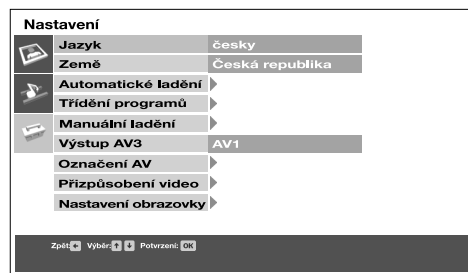 Nastavení
Jazyk česky
Země Česká republika
Automatické ladění
Třídění programů
Manuální ladění
Výstup AV3 AV1
Označení AV
Přizpůsobení video
Nastavení obrazovky
Zpět: Výběr: Potvrzení: OK